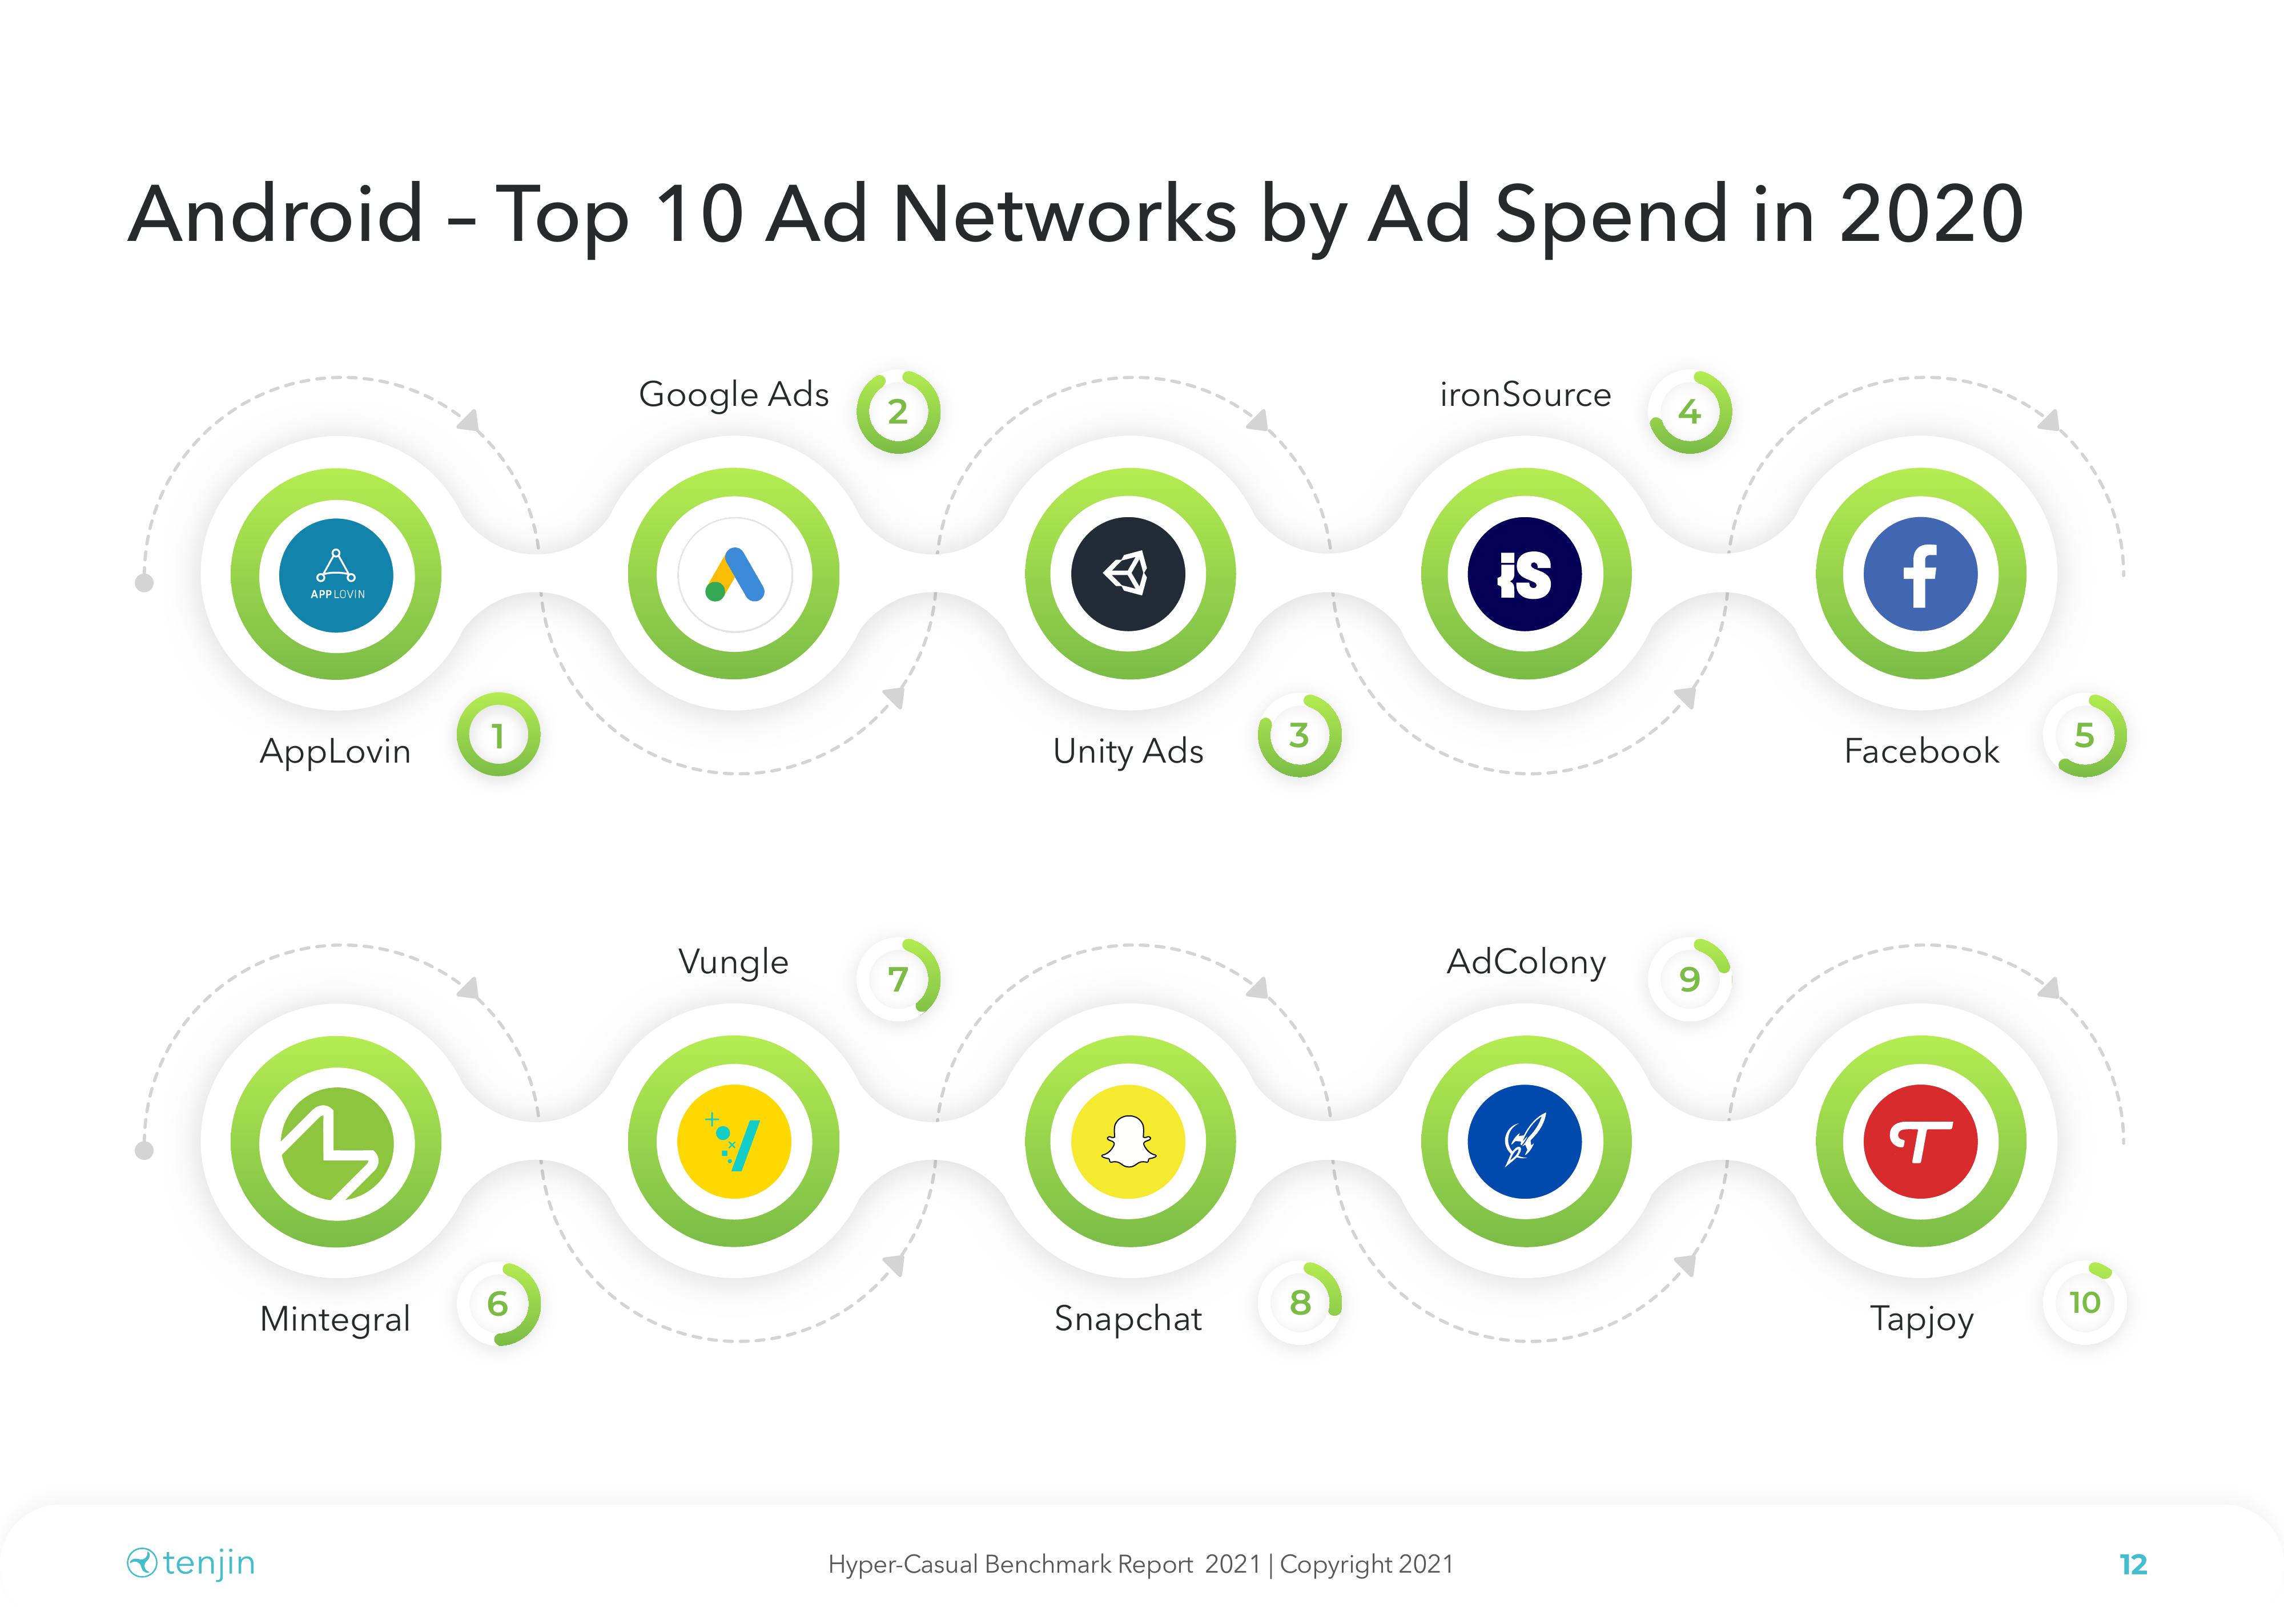 Android – Top 10 Ad Networks by Ad Spend in 2020
Google Ads
2
ironSource
4
APPLOVIN
iS
f
AppLovin
1
Unity Ads
3
Facebook
5
Vungle
7
AdColony
9
Mintegral
6
Snapchat
8
Tapjoy
10
tenjin
Hyper-Casual Benchmark Report 2021 | Copyright 2021
12